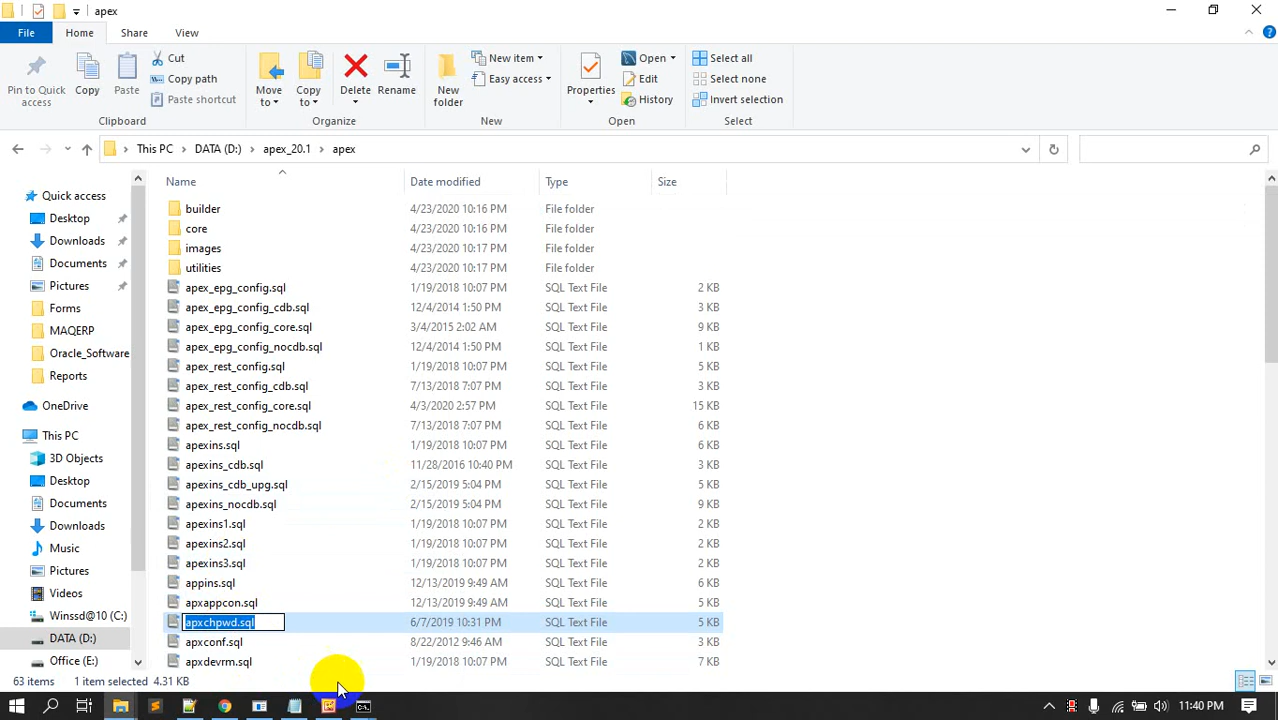 apex
File Home Share View
Pin to Quick access
Copy
Paste
Cut
Copy path
Paste shortcut
Clipboard
Move to
Copy to
Delete
Rename
Organize
New folder
New item
Easy access
New
Properties
Open
Edit
History
Open
Select all
Select none
Invert selection
Select
This PC > DATA (D:) > apex_20.1 > apex
Quick access
Desktop
Downloads
Documents
Pictures
Forms
MAQERP
Oracle_Software
Reports
OneDrive
This PC
3D Objects
Desktop
Documents
Downloads
Music
Pictures
Videos
Winssd@10 (C:)
DATA (D:)
Office (E:)
Name Date modified Type Size
builder 4/23/2020 10:16 PM File folder
core 4/23/2020 10:16 PM File folder
images 4/23/2020 10:17 PM File folder
utilities 4/23/2020 10:17 PM File folder
apex_epg_config.sql 1/19/2018 10:07 PM SQL Text File 2 KB
apex_epg_config_cdb.sql 12/4/2014 1:50 PM SQL Text File 3 KB
apex_epg_config_core.sql 3/4/2015 2:02 AM SQL Text File 9 KB
apex_epg_config_nocdb.sql 12/4/2014 1:50 PM SQL Text File 1 KB
apex_rest_config.sql 1/19/2018 10:07 PM SQL Text File 5 KB
apex_rest_config_cdb.sql 7/13/2018 7:07 PM SQL Text File 3 KB
apex_rest_config_core.sql 4/3/2020 2:57 PM SQL Text File 15 KB
apex_rest_config_nocdb.sql 7/13/2018 7:07 PM SQL Text File 6 KB
apexins.sql 1/19/2018 10:07 PM SQL Text File 6 KB
apexins_cdb.sql 11/28/2016 10:40 PM SQL Text File 3 KB
apexins_cdb_upg.sql 2/15/2019 5:04 PM SQL Text File 5 KB
apexins_nocdb.sql 2/15/2019 5:04 PM SQL Text File 9 KB
apexins1.sql 1/19/2018 10:07 PM SQL Text File 2 KB
apexins2.sql 1/19/2018 10:07 PM SQL Text File 2 KB
apexins3.sql 1/19/2018 10:07 PM SQL Text File 2 KB
appins.sql 12/13/2019 9:49 AM SQL Text File 6 KB
apxappcon.sql 12/13/2019 9:49 AM SQL Text File 5 KB
apxchpwd.sql 6/7/2019 10:31 PM SQL Text File 5 KB
apxconf.sql 8/22/2012 9:46 AM SQL Text File 3 KB
apxdevrm.sql 1/19/2018 10:07 PM SQL Text File 7 KB
63 items 1 item selected 4.31 KB
11:40 PM